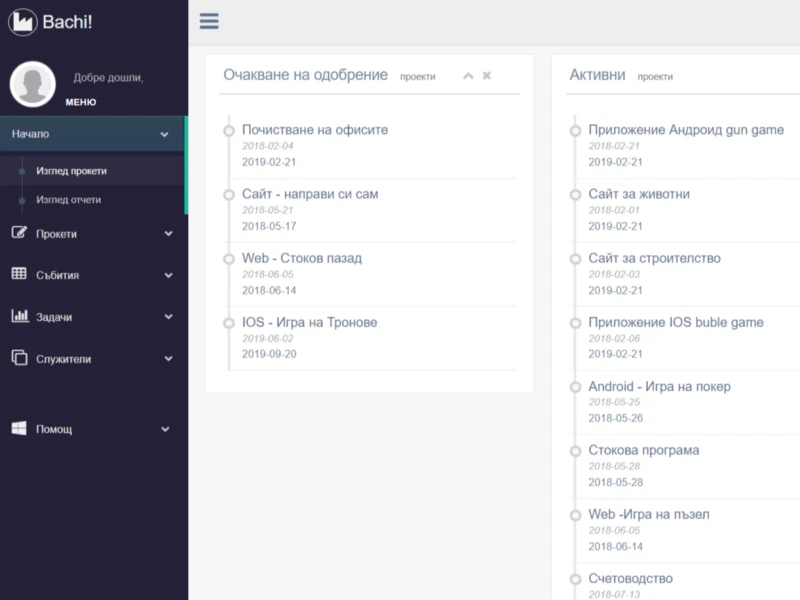 Bachi!
Добре дошли,
МЕНЮ
Начало
Изглед прокети
Изглед отчети
Прокети
Събития
Задачи
Служители
Помощ
Очакване на одобрение проекти
Почистване на офисите
2018-02-04
2019-02-21
Сайт - направи си сам
2018-05-21
2018-05-17
Web - Стоков пазад
2018-06-05
2018-06-14
IOS - Игра на Тронове
2019-06-02
2019-09-20
Активни проекти
Приложение Андроид gun game
2018-02-21
2019-02-21
Сайт за животни
2018-02-01
2019-02-21
Сайт за строителство
2018-02-03
2019-02-21
Приложение IOS buble game
2018-02-06
2019-02-21
Android - Игра на покер
2018-05-25
2018-05-26
Стокова програма
2018-05-28
2018-05-28
Web -Игра на пъзел
2018-06-05
2018-06-14
Счетоводство
2018-07-13